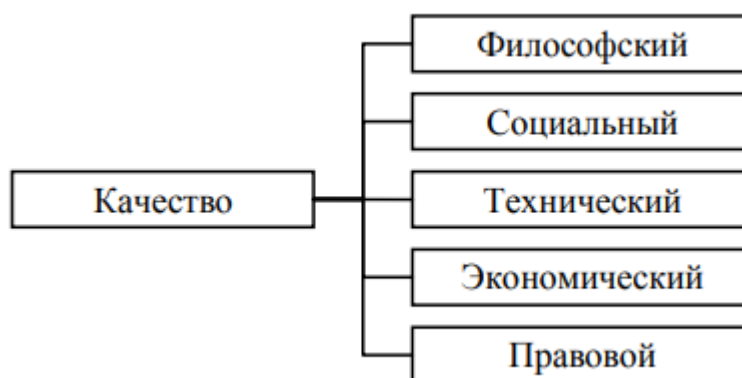 Философский
Социальный
Качество
Технический
Экономический
Правовой